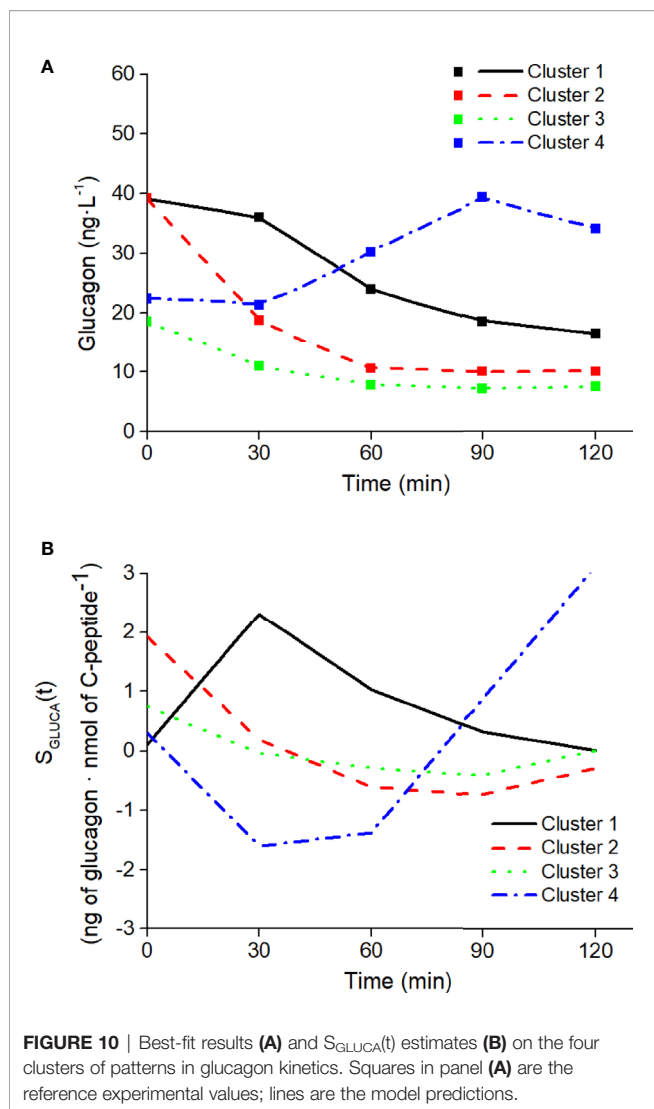 A
60
50
40
30
20
10
0
Glucagon (ng·L⁻¹)
Cluster 1
Cluster 2
Cluster 3
Cluster 4
0 30 60 90 120
Time (min)
B
3
2
1
0
-1
-2
-3
S_GLUCA(t)
(ng of glucagon · nmol of C-peptide⁻¹)
Cluster 1
Cluster 2
Cluster 3
Cluster 4
0 30 60 90 120
Time (min)
FIGURE 10 | Best-fit results (A) and S_GLUCA(t) estimates (B) on the four
clusters of patterns in glucagon kinetics. Squares in panel (A) are the
reference experimental values; lines are the model predictions.